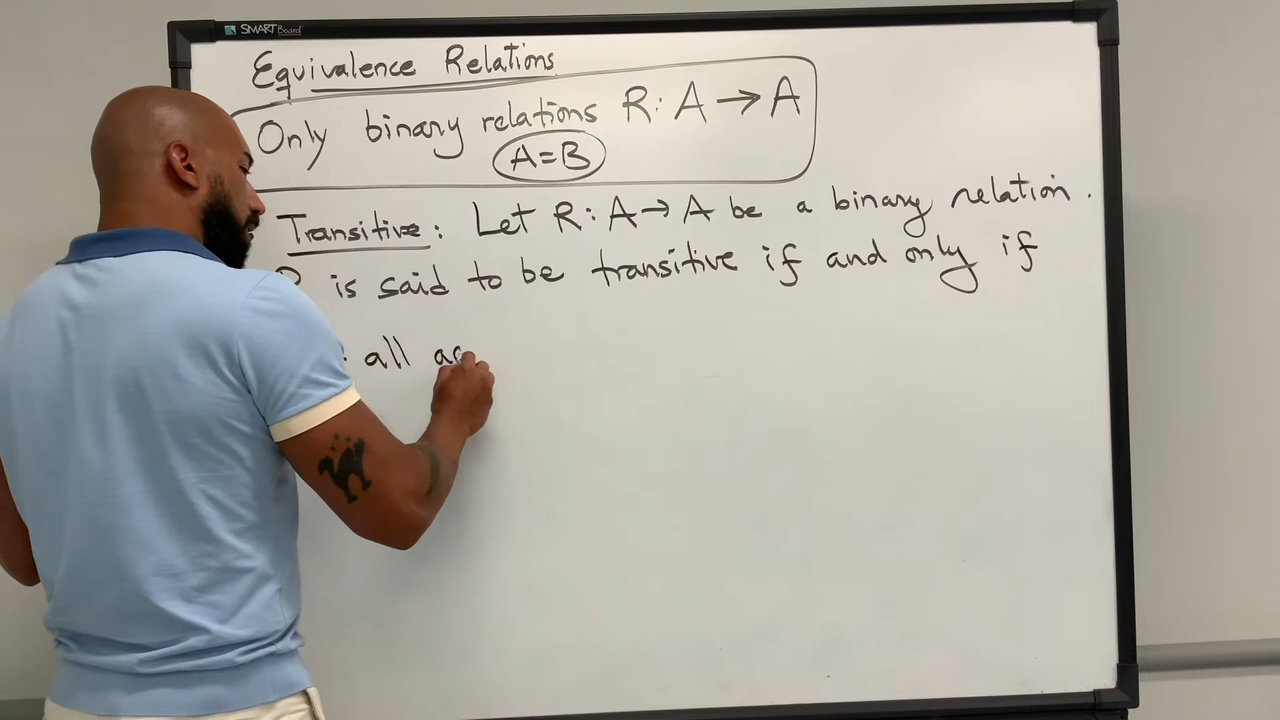 SMART Board
Equivalence Relations
Only binary relations R: A → A
A=B
Transitive: Let R: A → A be a binary relation.
is said to be transitive if and only if
all